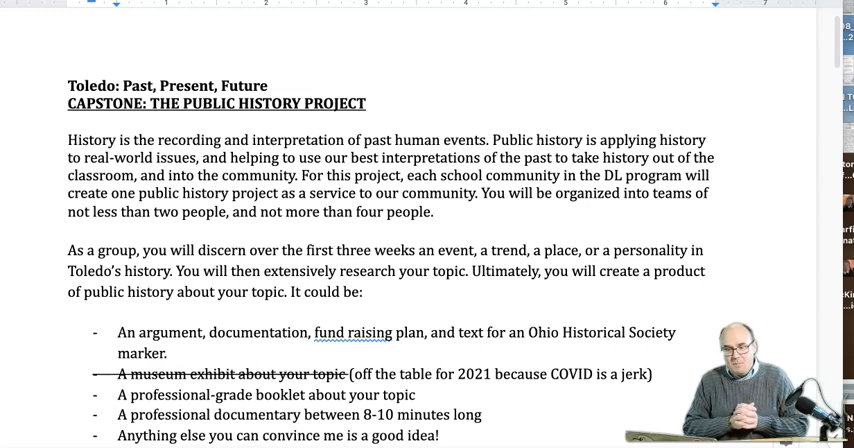 1 2 3 4 5 6 7
Toledo: Past, Present, Future
CAPSTONE: THE PUBLIC HISTORY PROJECT
History is the recording and interpretation of past human events. Public history is applying history
to real-world issues, and helping to use our best interpretations of the past to take history out of the
classroom, and into the community. For this project, each school community in the DL program will
create one public history project as a service to our community. You will be organized into teams of
not less than two people, and not more than four people.
As a group, you will discern over the first three weeks an event, a trend, a place, or a personality in
Toledo's history. You will then extensively research your topic. Ultimately, you will create a product
of public history about your topic. It could be:
- An argument, documentation, fund raising plan, and text for an Ohio Historical Society
marker.
- A museum exhibit about your topic (off the table for 2021 because COVID is a jerk)
- A professional-grade booklet about your topic
- A professional documentary between 8-10 minutes long
- Anything else you can convince me is a good idea!